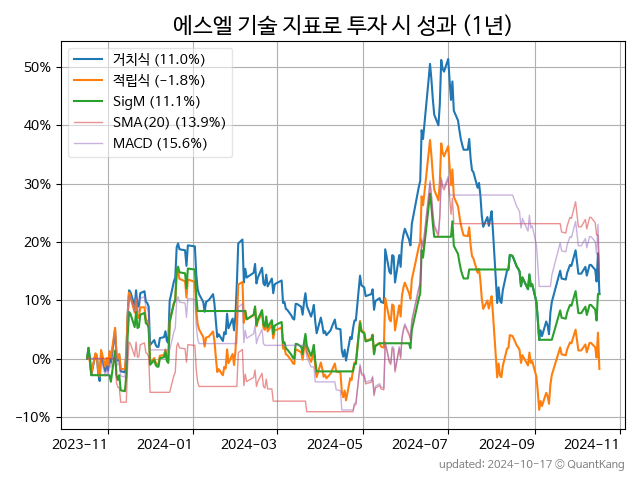 에스엘 기술 지표로 투자 시 성과 (1년)
거치식 (11.0%)
적립식 (−1.8%)
SigM (11.1%)
SMA(20) (13.9%)
MACD (15.6%)
50%
40%
30%
20%
10%
0%
−10%
2023-11 2024-01 2024-03 2024-05 2024-07 2024-09 2024-11
updated: 2024-10-17 © QuantKang